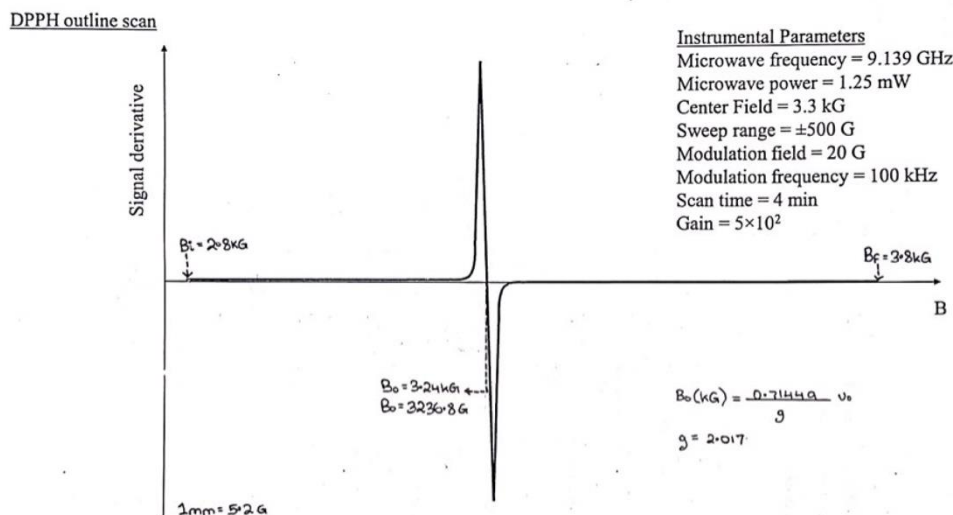 DPPH outline scan
Instrumental Parameters
Microwave frequency = 9.139 GHz
Microwave power = 1.25 mW
Center Field = 3.3 kG
Sweep range = ±500 G
Modulation field = 20 G
Modulation frequency = 100 kHz
Scan time = 4 min
Gain = 5×10²
Signal derivative
Bi = 2.8kG
Bf = 3.8kG
B
B₀ = 3.24kG
B₀ = 3236.8G
B₀(kG) = 0.71449/g ν₀
g = 2.017
1mm = 5.2G